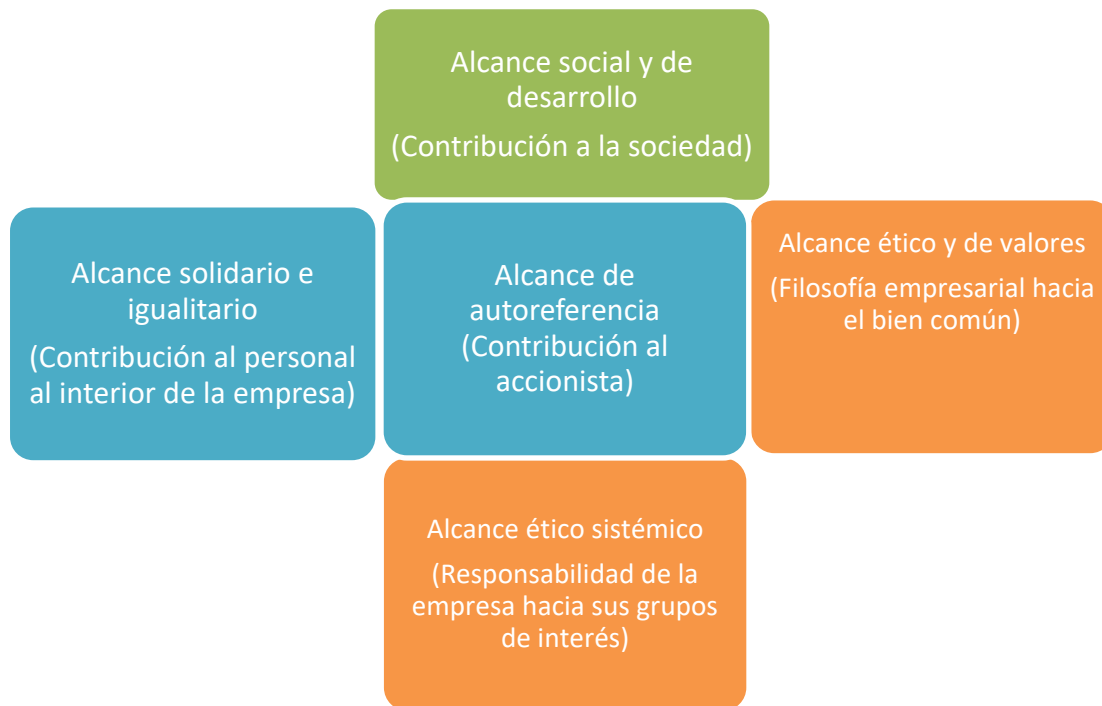 Alcance social y de
desarrollo
(Contribución a la sociedad)
Alcance solidario e
igualitario
(Contribución al personal
al interior de la empresa)
Alcance de
autoreferencia
(Contribución al
accionista)
Alcance ético y de valores
(Filosofía empresarial hacia
el bien común)
Alcance ético sistémico
(Responsabilidad de la
empresa hacia sus grupos
de interés)